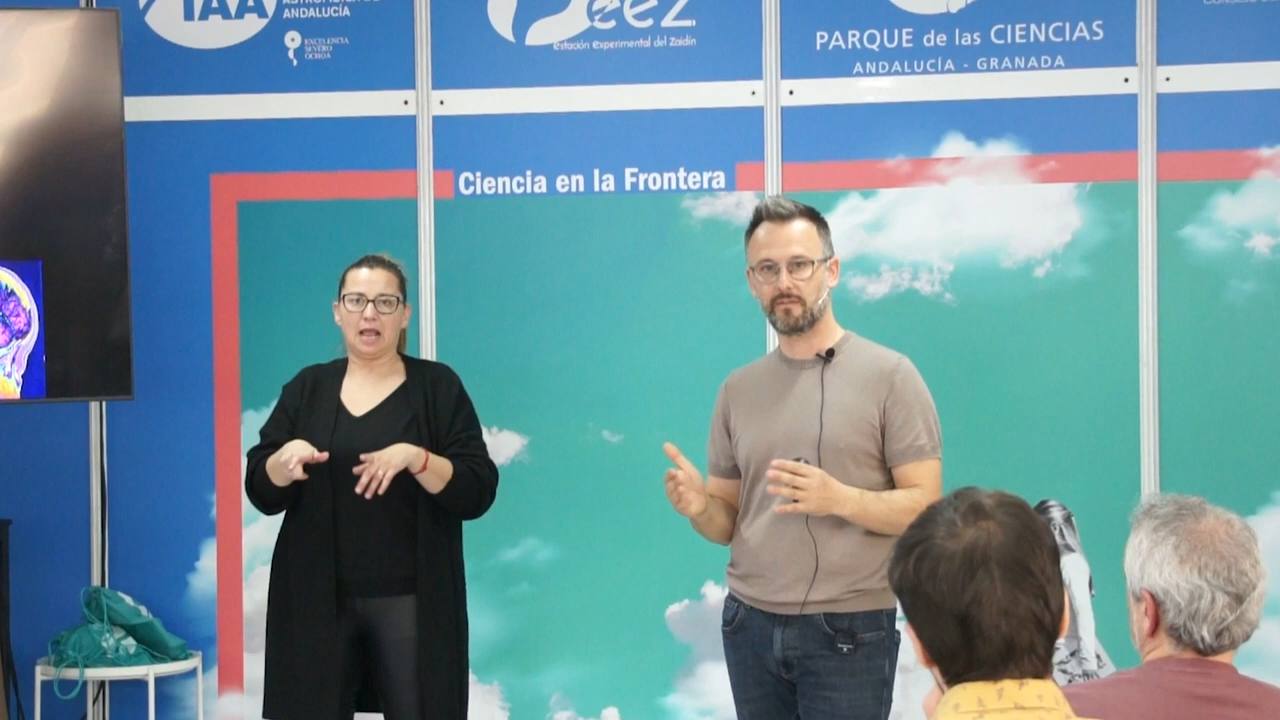 IAA
ANDALUCÍA
EXCELENCIA
SEVERO
OCHOA
eez
estación experimental del Zaidín
PARQUE de las CIENCIAS
ANDALUCÍA - GRANADA
Ciencia en la Frontera